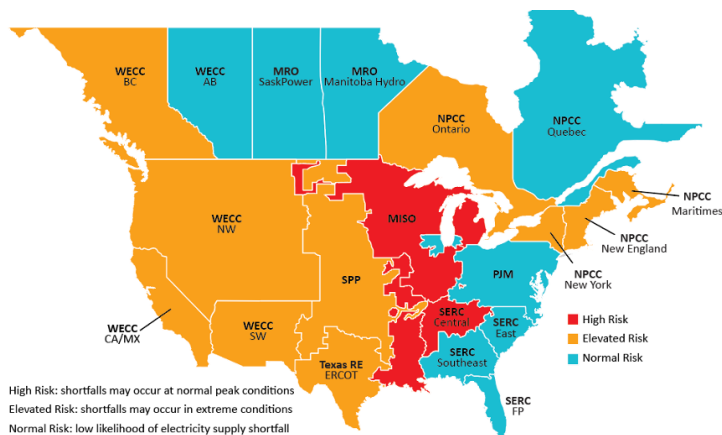 WECC
BC
WECC
AB
MRO
SaskPower
MRO
Manitoba Hydro
NPCC
Ontario
NPCC
Quebec
NPCC
Maritimes
NPCC
New England
NPCC
New York
WECC
NW
MISO
SPP
PJM
WECC
CA/MX
WECC
SW
SERC
Central
SERC
East
SERC
Southeast
Texas RE
ERCOT
SERC
FP
High Risk
Elevated Risk
Normal Risk
High Risk: shortfalls may occur at normal peak conditions
Elevated Risk: shortfalls may occur in extreme conditions
Normal Risk: low likelihood of electricity supply shortfall